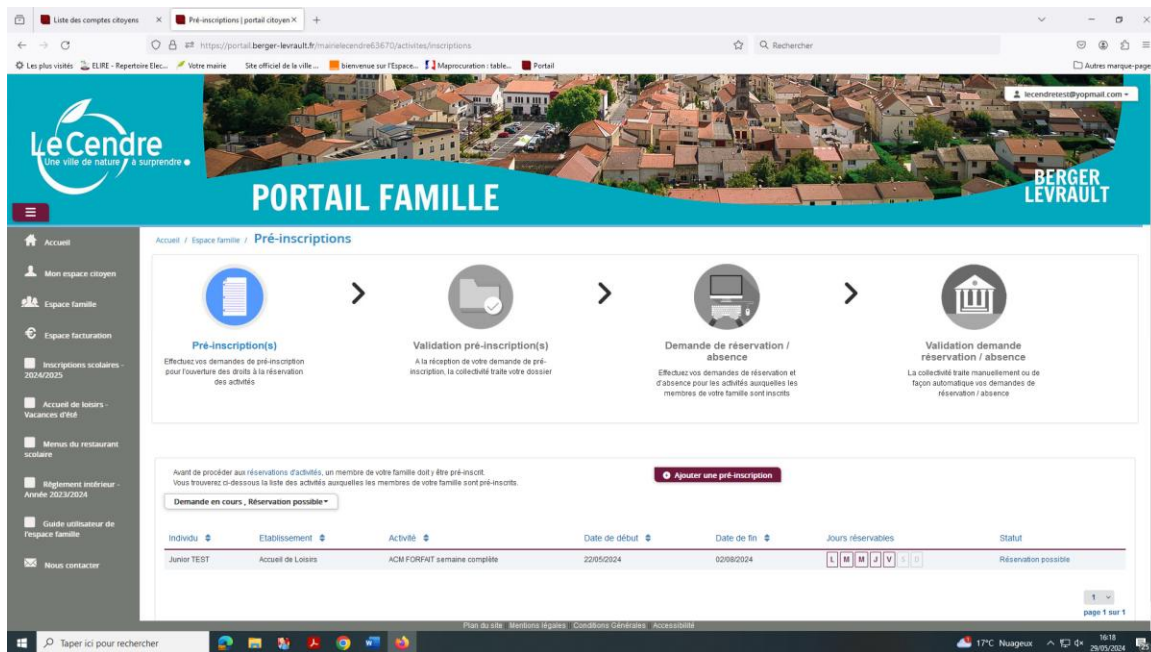 Liste des comptes citoyens
Pré-inscriptions | portail citoyen
https://portail.berger-levrault.fr/mairielecendre63670/activites/inscriptions
Rechercher
Les plus visités
ELIRE - Repertoire Elec...
Votre mairie
Site officiel de la ville ...
bienvenue sur l'Espace...
Maprocuration : table...
Portail
Autres marque-page
lecendretest@yopmail.com
Le Cendre
Une ville de nature à surprendre
PORTAIL FAMILLE
BERGER
LEVRAULT
Accueil
Mon espace citoyen
Espace famille
Espace facturation
Inscriptions scolaires -
2024/2025
Accueil de loisirs -
Vacances d'été
Menus du restaurant
scolaire
Règlement intérieur -
Année 2023/2024
Guide utilisateur de
l'espace famille
Nous contacter
Accueil / Espace famille / Pré-inscriptions
Pré-inscription(s)
Effectuez vos demandes de pré-inscription
pour l'ouverture des droits à la réservation
des activités
Validation pré-inscription(s)
A la réception de votre demande de pré-
inscription, la collectivité traite votre dossier
Demande de réservation /
absence
Effectuez vos demandes de réservation et
d'absence pour les activités auxquelles les
membres de votre famille sont inscrits
Validation demande
réservation / absence
La collectivité traite manuellement ou de
façon automatique vos demandes de
réservation / absence
Avant de procéder aux réservations d'activités, un membre de votre famille doit y être pré-inscrit.
Vous trouverez ci-dessous la liste des activités auxquelles les membres de votre famille sont pré-inscrits.
Ajouter une pré-inscription
Demande en cours , Réservation possible
Individu Etablissement Activité Date de début Date de fin Jours réservables Statut
Junior TEST Accueil de Loisirs ACM FORFAIT semaine complète 22/05/2024 02/08/2024 L M M J V S D Réservation possible
1
page 1 sur 1
Plan du site Mentions légales Conditions Générales Accessibilité
Taper ici pour rechercher
17°C Nuageux
16:18
29/05/2024